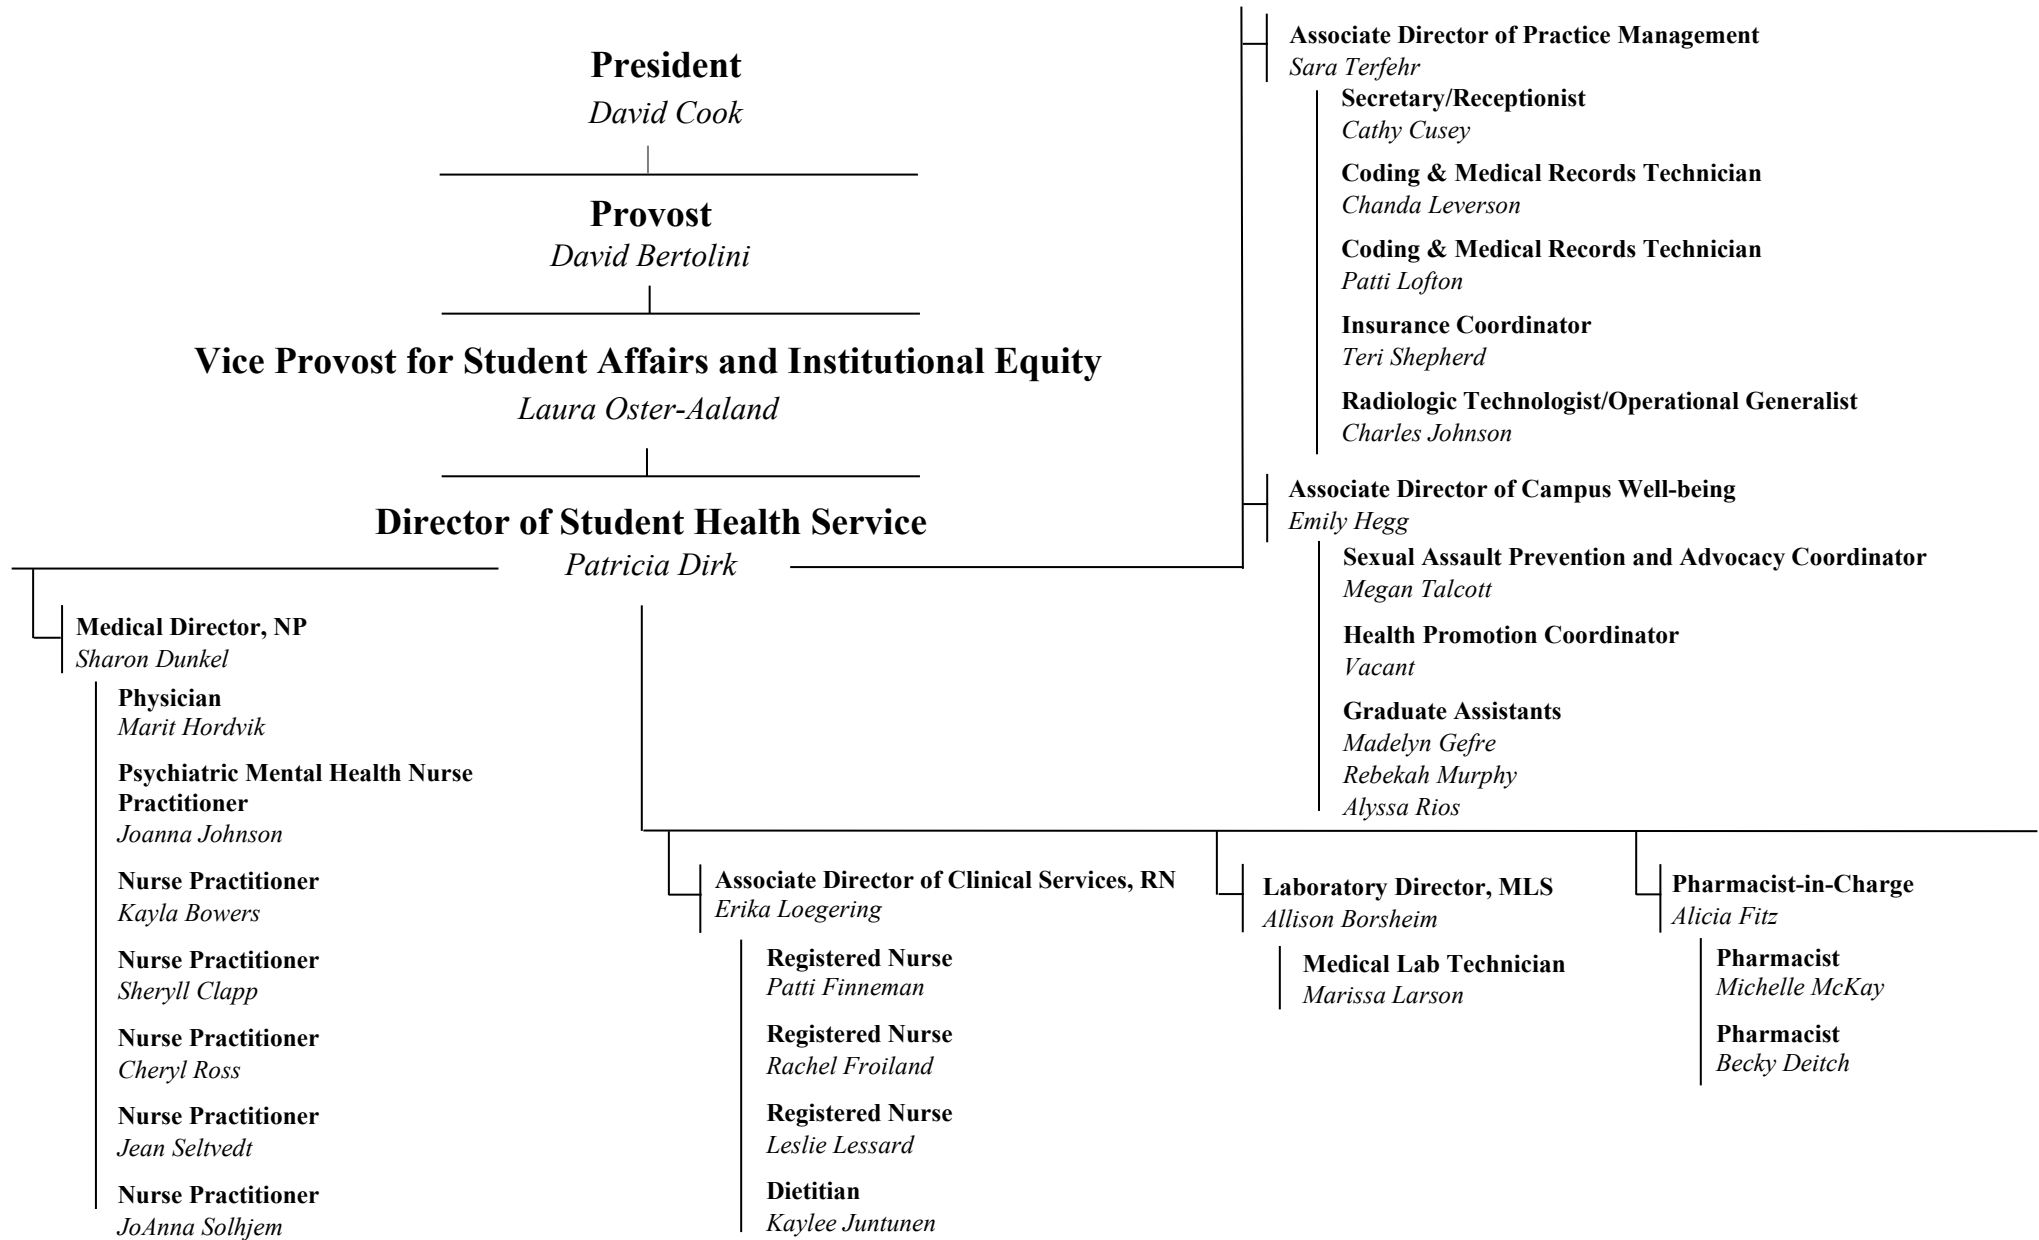 President
David Cook
Provost
David Bertolini
Vice Provost for Student Affairs and Institutional Equity
Laura Oster-Aaland
Director of Student Health Service
Patricia Dirk
Medical Director, NP
Sharon Dunkel
Physician
Marit Hordvik
Psychiatric Mental Health Nurse
Practitioner
Joanna Johnson
Nurse Practitioner
Kayla Bowers
Nurse Practitioner
Sheryll Clapp
Nurse Practitioner
Cheryl Ross
Nurse Practitioner
Jean Seltvedt
Nurse Practitioner
JoAnna Solhjem
Associate Director of Practice Management
Sara Terfehr
Secretary/Receptionist
Cathy Cusey
Coding & Medical Records Technician
Chanda Leverson
Coding & Medical Records Technician
Patti Lofton
Insurance Coordinator
Teri Shepherd
Radiologic Technologist/Operational Generalist
Charles Johnson
Associate Director of Campus Well-being
Emily Hegg
Sexual Assault Prevention and Advocacy Coordinator
Megan Talcott
Health Promotion Coordinator
Vacant
Graduate Assistants
Madelyn Gefre
Rebekah Murphy
Alyssa Rios
Associate Director of Clinical Services, RN
Erika Loegering
Registered Nurse
Patti Finneman
Registered Nurse
Rachel Froiland
Registered Nurse
Leslie Lessard
Dietitian
Kaylee Juntunen
Laboratory Director, MLS
Allison Borsheim
Medical Lab Technician
Marissa Larson
Pharmacist-in-Charge
Alicia Fitz
Pharmacist
Michelle McKay
Pharmacist
Becky Deitch